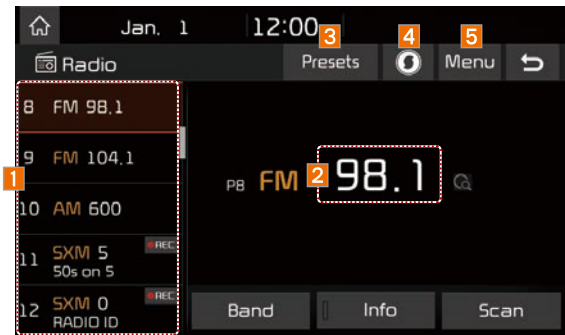 Jan. 1 12:00
3 4 5
Radio Presets Menu
8 FM 98.1
9 FM 104.1
1
10 AM 600
11 SXM 5 REC
50s on 5
12 SXM 0 REC
RADIO ID
P8 FM 2 98.1
Band Info Scan